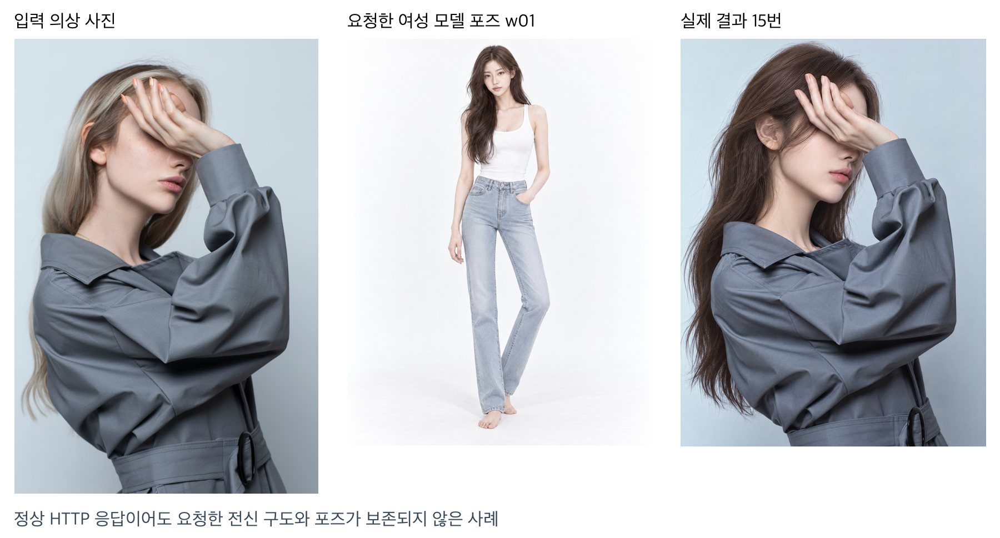 입력 의상 사진
요청한 여성 모델 포즈 w01
실제 결과 15번
정상 HTTP 응답이어도 요청한 전신 구도와 포즈가 보존되지 않은 사례